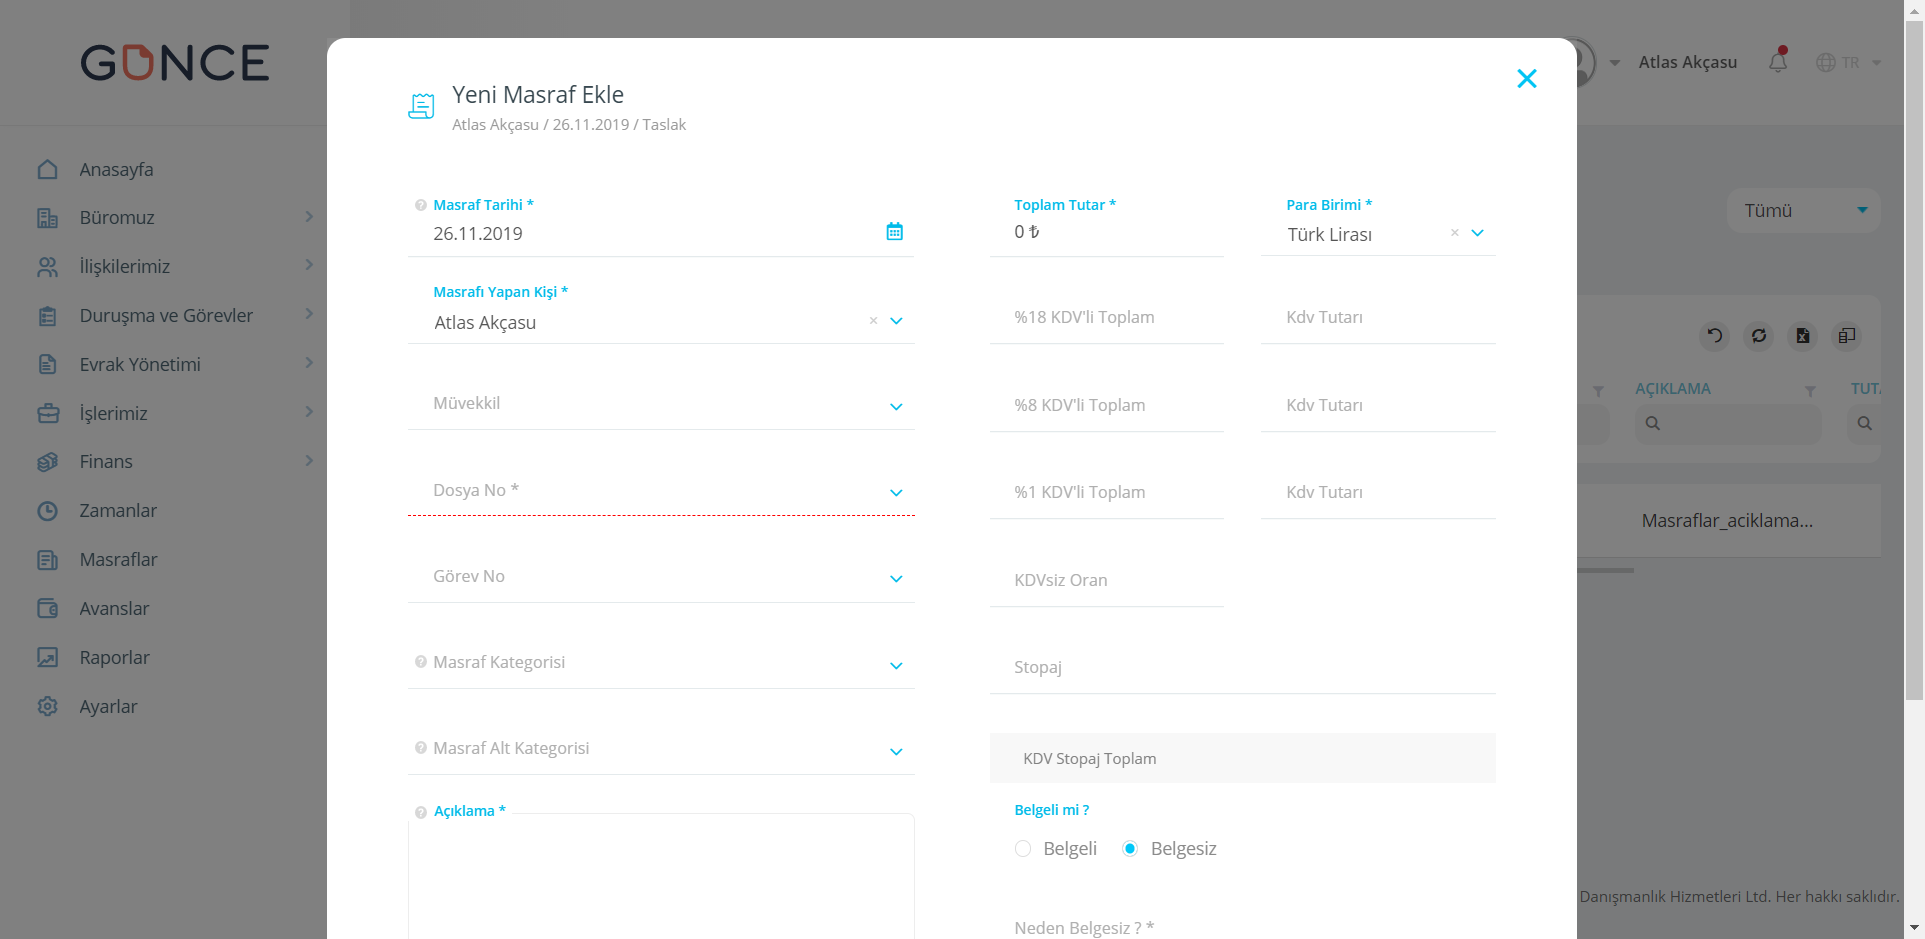 GÜNCE
Atlas Akçasu
TR
Anasayfa
Büromuz
İlişkilerimiz
Duruşma ve Görevler
Evrak Yönetimi
İşlerimiz
Finans
Zamanlar
Masraflar
Avanslar
Raporlar
Ayarlar
Yeni Masraf Ekle
Atlas Akçasu / 26.11.2019 / Taslak
Masraf Tarihi *
26.11.2019
Masrafı Yapan Kişi *
Atlas Akçasu
Müvekkil
Dosya No *
Görev No
Masraf Kategorisi
Masraf Alt Kategorisi
Açıklama *
Toplam Tutar *
0 ₺
Para Birimi *
Türk Lirası
%18 KDV'li Toplam
Kdv Tutarı
%8 KDV'li Toplam
Kdv Tutarı
%1 KDV'li Toplam
Kdv Tutarı
KDVsiz Oran
Stopaj
KDV Stopaj Toplam
Belgeli mi ?
Belgeli
Belgesiz
Neden Belgesiz ? *
Tümü
AÇIKLAMA
TUTA
Masraflar_aciklama...
Danışmanlık Hizmetleri Ltd. Her hakkı saklıdır.